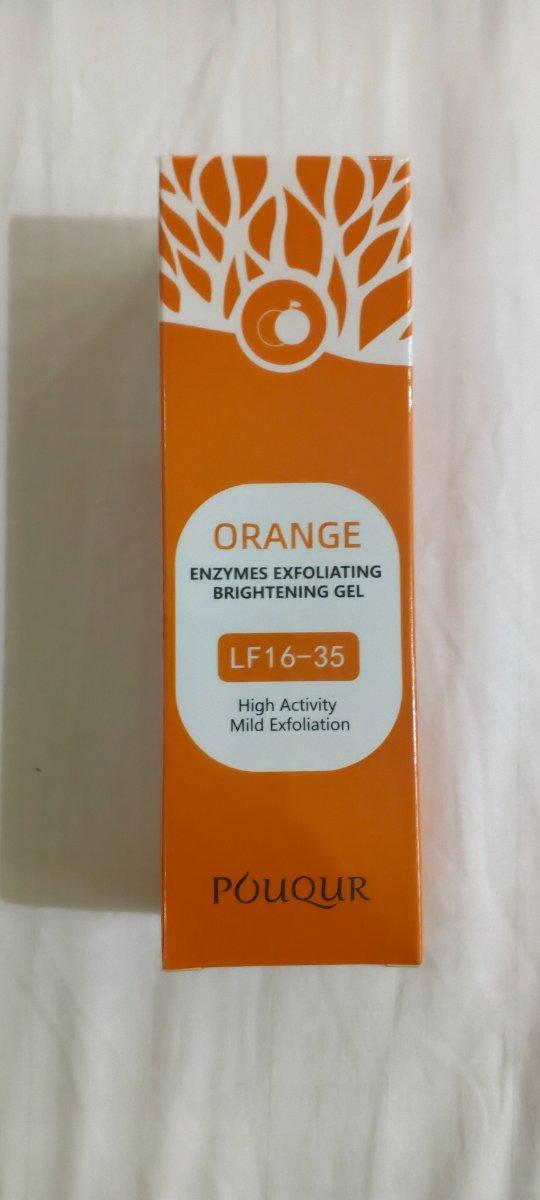 ORANGE
ENZYMES EXFOLIATING
BRIGHTENING GEL
LF16-35
High Activity
Mild Exfoliation
POUQUR